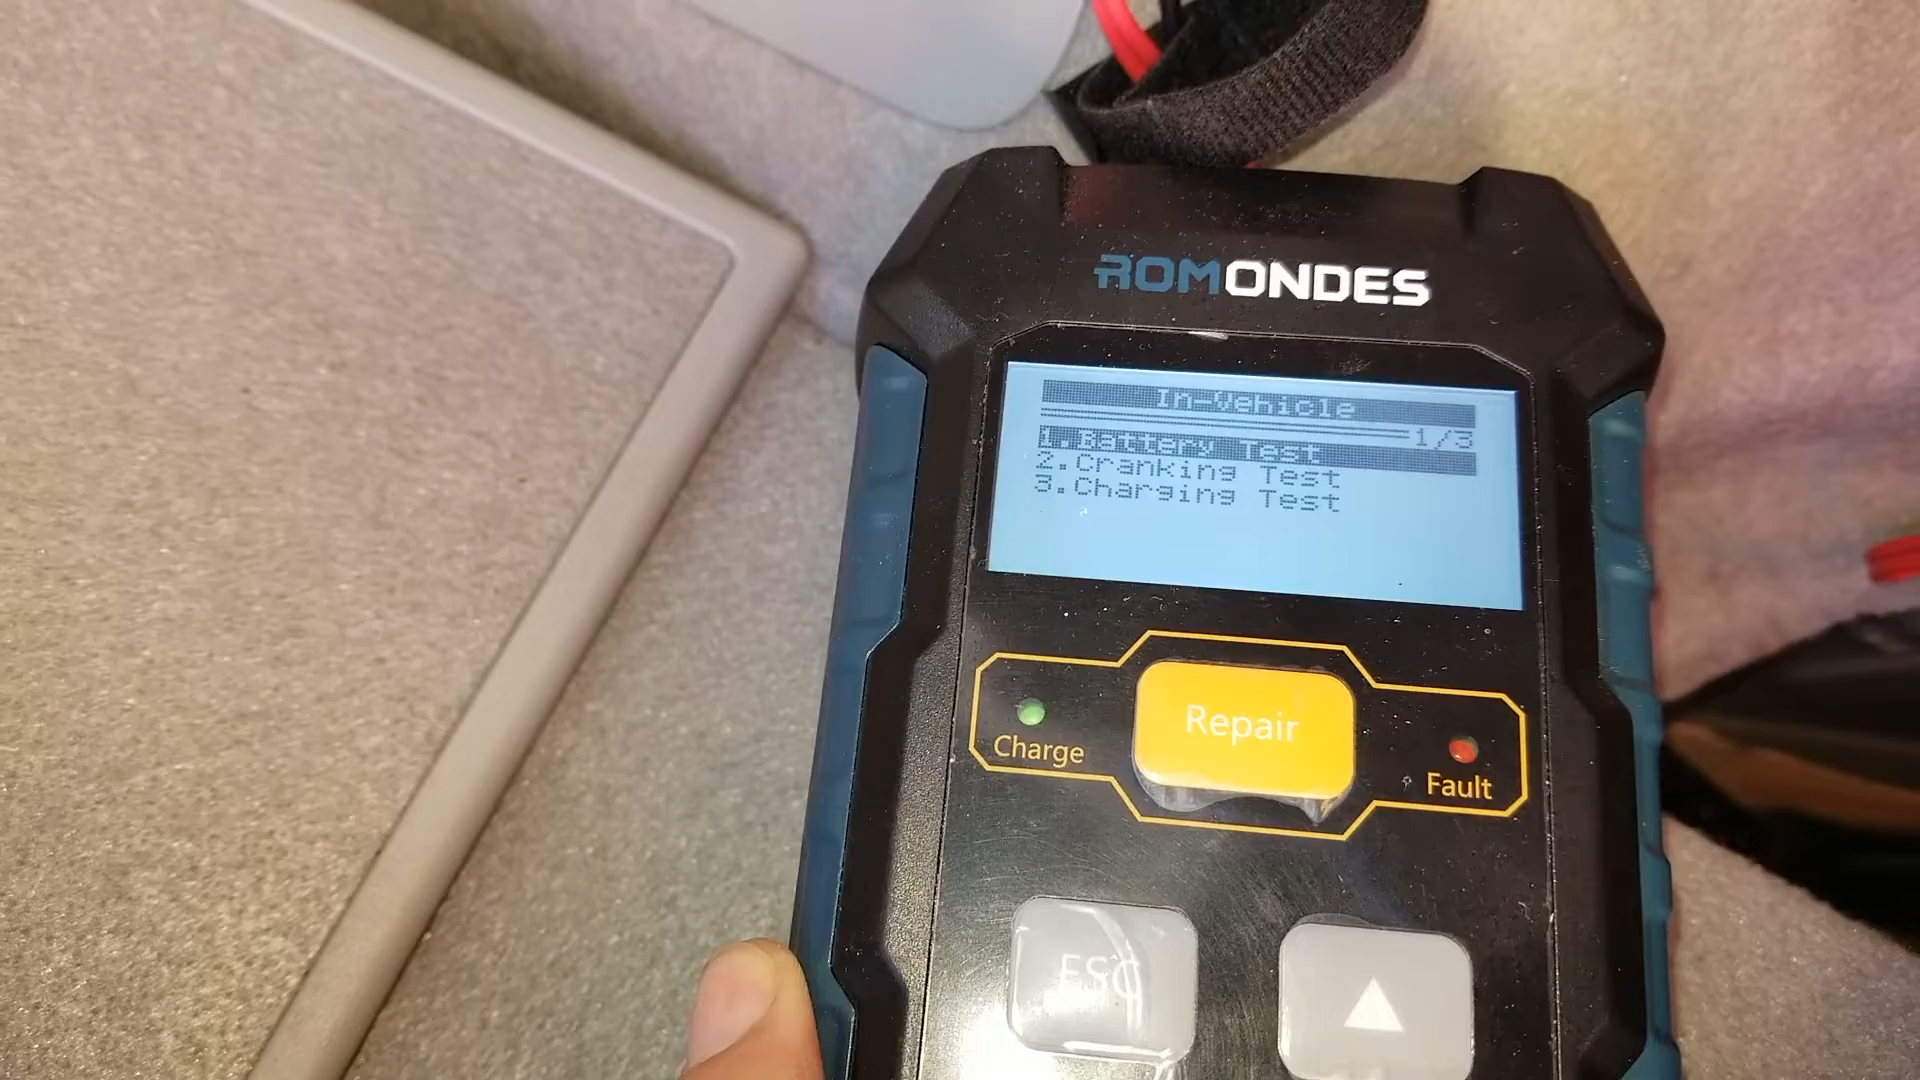 ROMONDES
In-Vehicle
1/3
1.Battery Test
2.Cranking Test
3.Charging Test
Repair
Charge
Fault
ESC